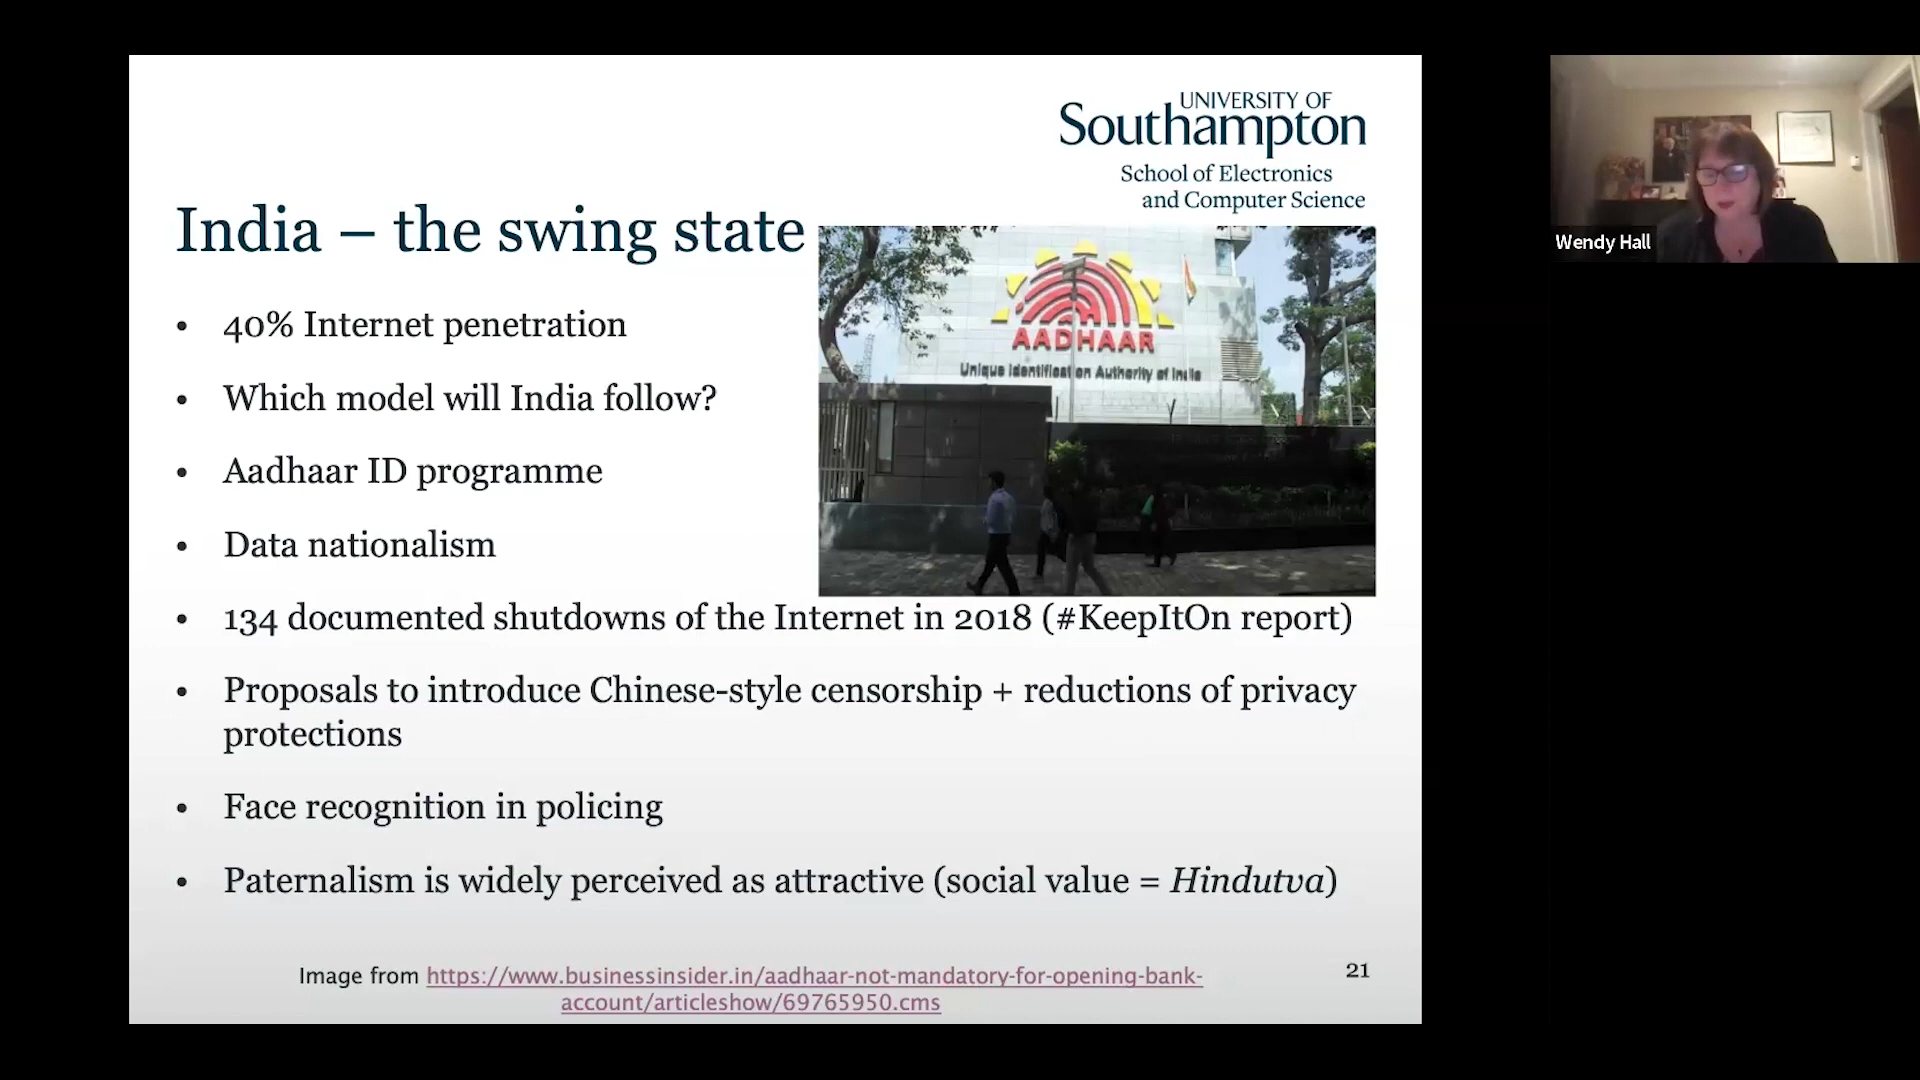 UNIVERSITY OF
Southampton
School of Electronics
and Computer Science
India – the swing state
AADHAAR
Unique Identification Authority of India
• 40% Internet penetration
• Which model will India follow?
• Aadhaar ID programme
• Data nationalism
• 134 documented shutdowns of the Internet in 2018 (#KeepItOn report)
• Proposals to introduce Chinese-style censorship + reductions of privacy
protections
• Face recognition in policing
• Paternalism is widely perceived as attractive (social value = Hindutva)
Image from https://www.businessinsider.in/aadhaar-not-mandatory-for-opening-bank-
account/articleshow/69765950.cms
21
Wendy Hall